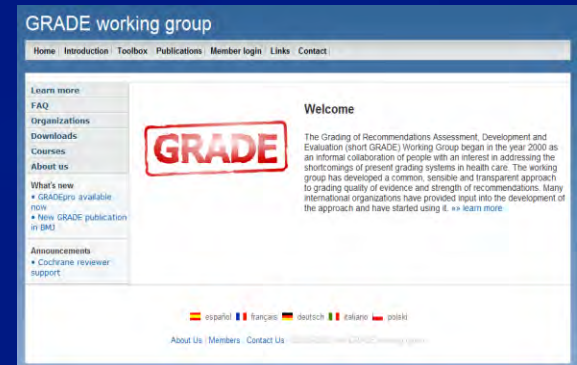 GRADE working group
Home Introduction Toolbox Publications Member login Links Contact
Learn more
FAQ
Organizations
Downloads
Courses
About us
What's new
• GRADEpro available
now
• New GRADE publication
in BMJ
Announcements
• Cochrane reviewer
support
GRADE
Welcome
The Grading of Recommendations Assessment, Development and
Evaluation (short GRADE) Working Group began in the year 2000 as
an informal collaboration of people with an interest in addressing the
shortcomings of present grading systems in health care. The working
group has developed a common, sensible and transparent approach
to grading quality of evidence and strength of recommendations. Many
international organizations have provided input into the development of
the approach and have started using it. »» learn more
español français deutsch italiano polski
About Us | Members Contact Us